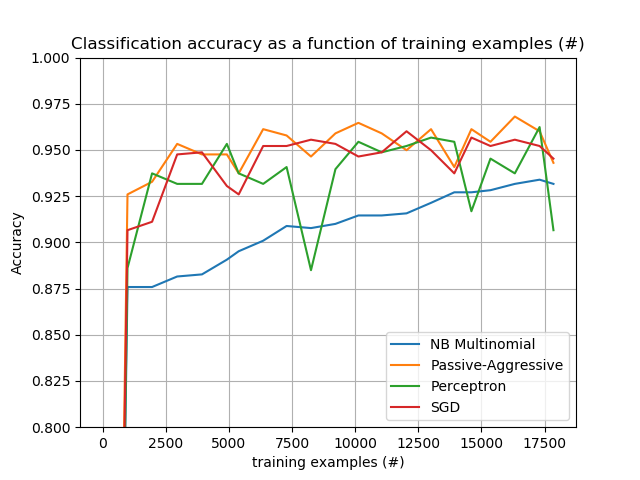 Classification accuracy as a function of training examples (#)
1.000
0.975
0.950
0.925
0.900
0.875
0.850
0.825
0.800
Accuracy
NB Multinomial
Passive-Aggressive
Perceptron
SGD
0 2500 5000 7500 10000 12500 15000 17500
training examples (#)